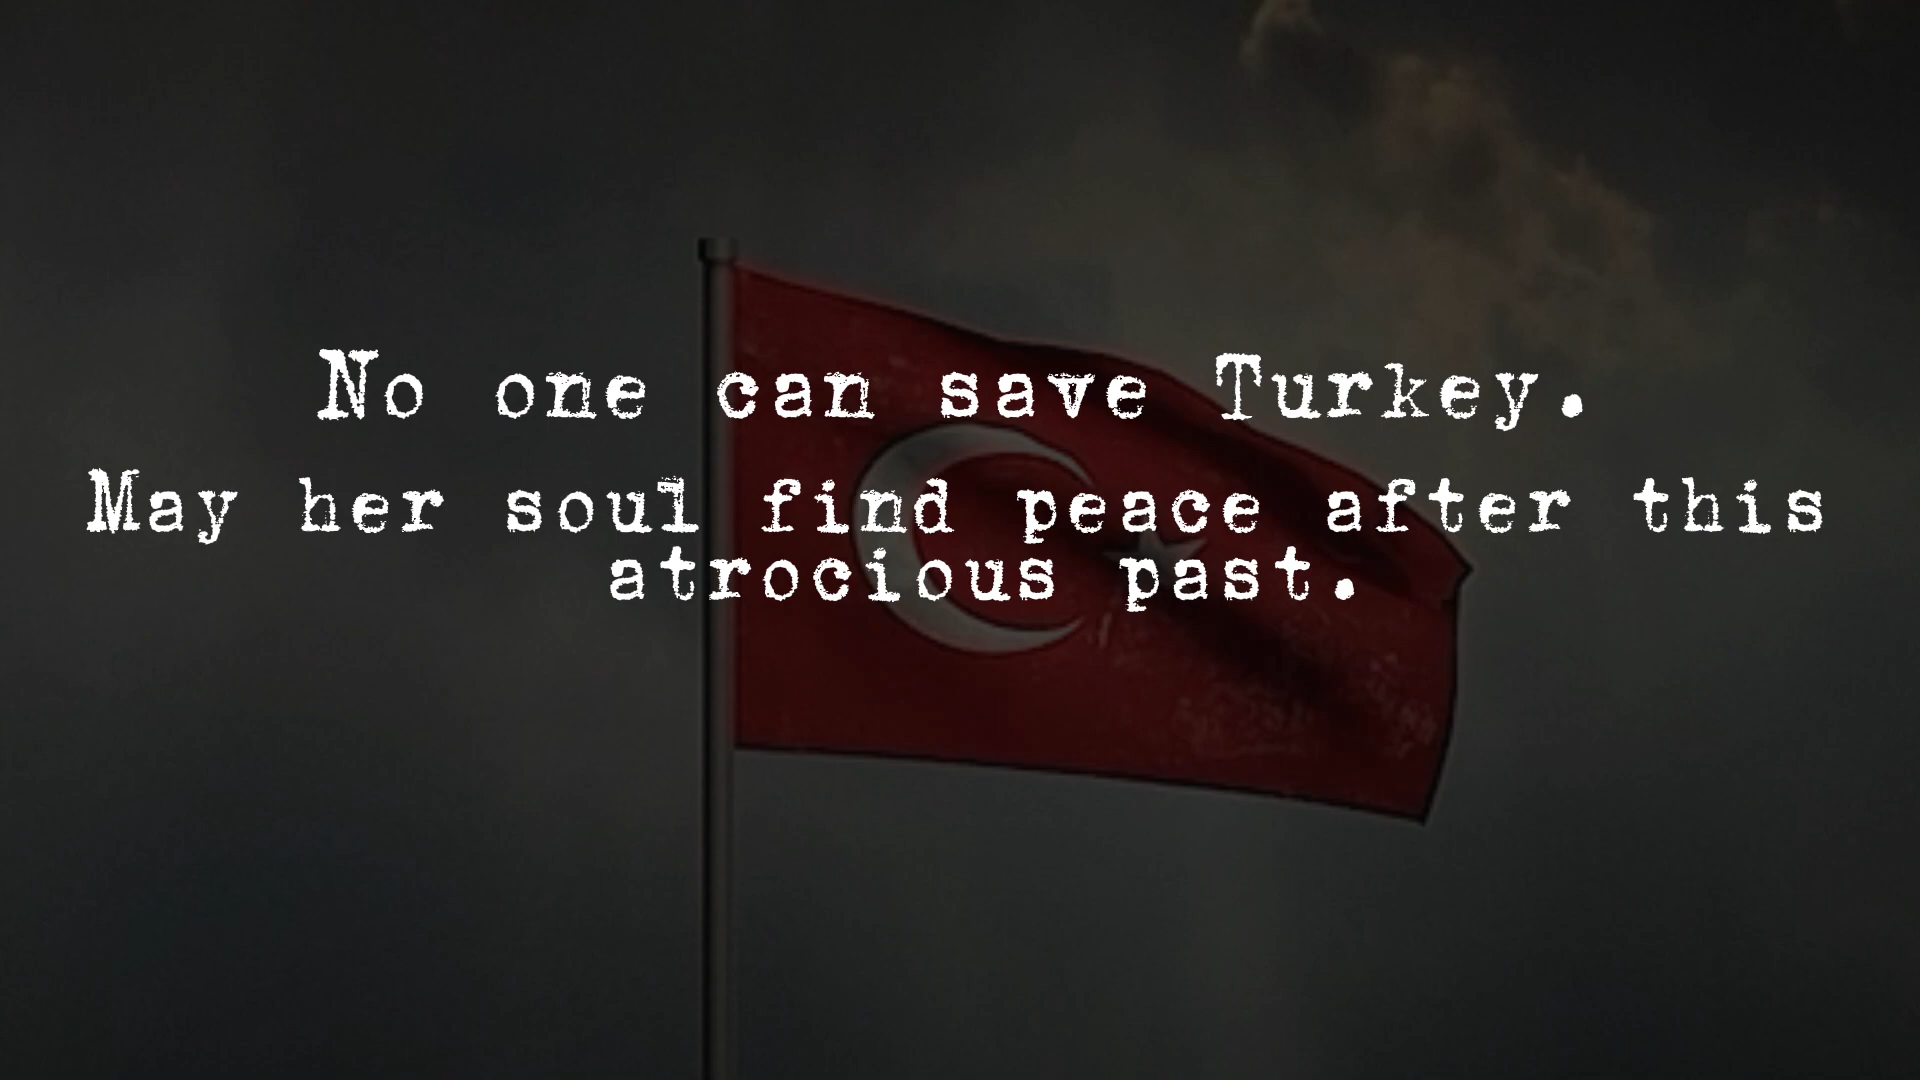 No one can save Turkey.
May her soul find peace after this
atrocious past.